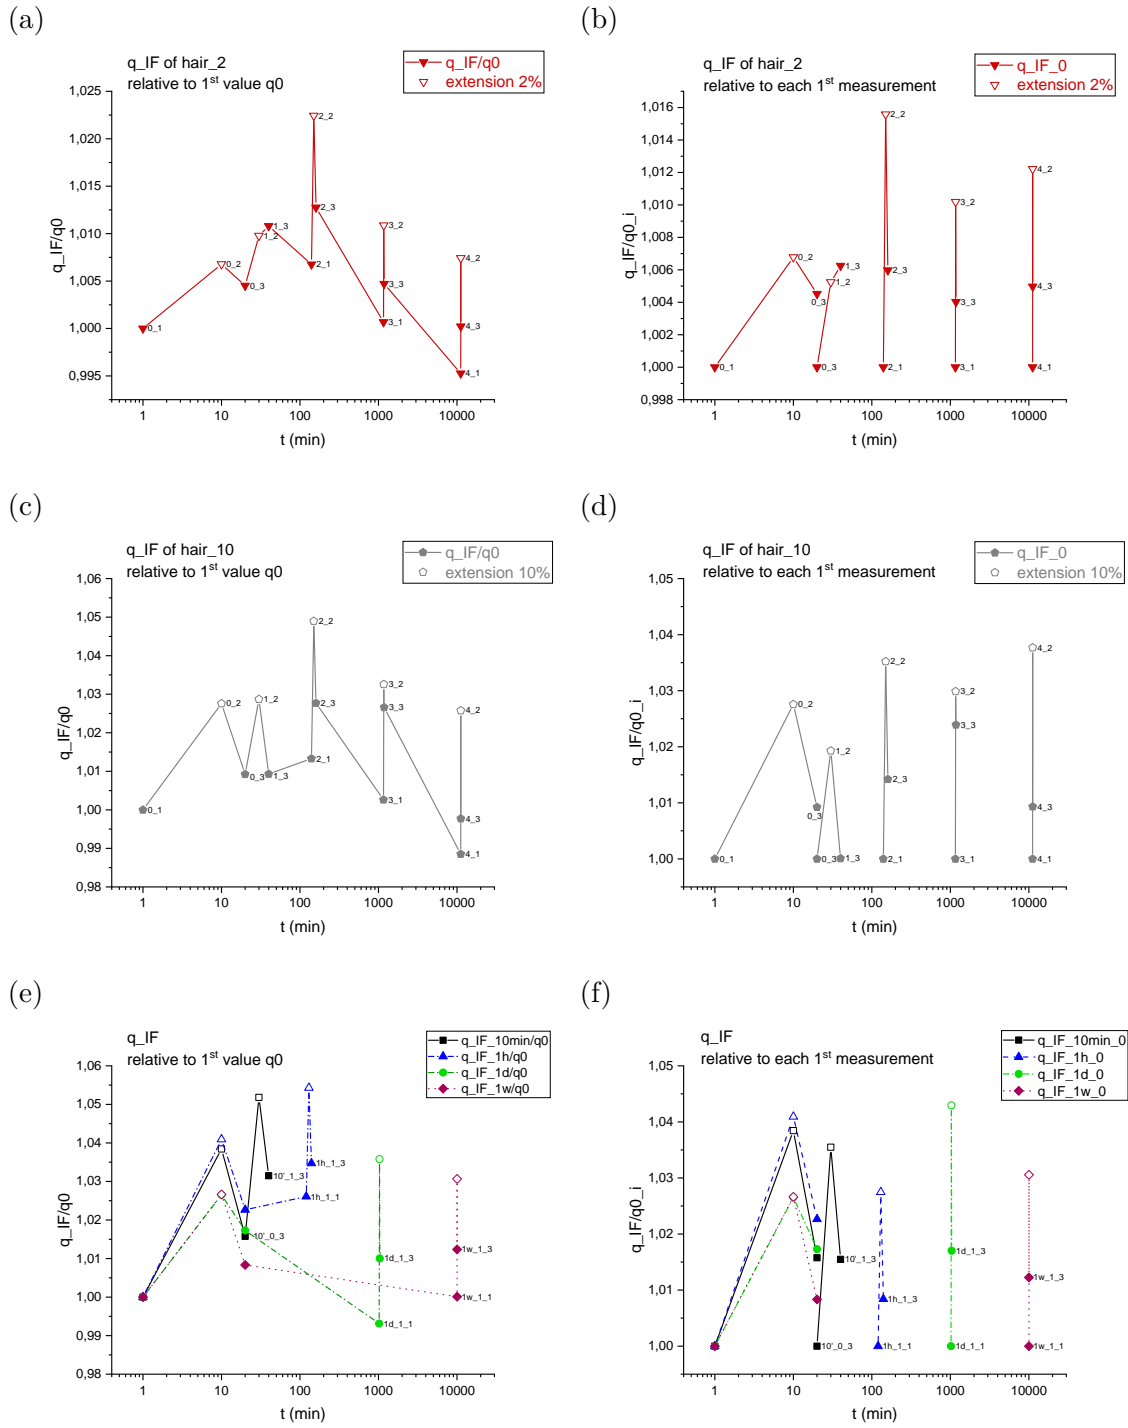 (a)
q_IF of hair_2
relative to 1st value q0
q_IF/q0
extension 2%
1,025
1,020
1,015
1,010
1,005
1,000
0,995
q_IF/q0
0_1
0_2
0_3
1_2
1_3
2_1
2_2
2_3
3_1
3_2
3_3
4_1
4_2
4_3
1
10
100
1000
10000
t (min)
(b)
q_IF of hair_2
relative to each 1st measurement
q_IF_0
extension 2%
1,016
1,014
1,012
1,010
1,008
1,006
1,004
1,002
1,000
0,998
q_IF/q0_i
0_1
0_2
0_3
0_3
1_2
1_3
2_1
2_2
2_3
3_1
3_2
3_3
4_1
4_2
4_3
1
10
100
1000
10000
t (min)
(c)
q_IF of hair_10
relative to 1st value q0
q_IF/q0
extension 10%
1,06
1,05
1,04
1,03
1,02
1,01
1,00
0,99
0,98
q_IF/q0
0_1
0_2
0_3
1_2
1_3
2_1
2_2
2_3
3_1
3_2
3_3
4_1
4_2
4_3
1
10
100
1000
10000
t (min)
(d)
q_IF of hair_10
relative to each 1st measurement
q_IF_0
extension 10%
1,05
1,04
1,03
1,02
1,01
1,00
q_IF/q0_i
0_1
0_2
0_3
0_3
1_2
1_3
2_1
2_2
2_3
3_1
3_2
3_3
4_1
4_2
4_3
1
10
100
1000
10000
t (min)
(e)
q_IF
relative to 1st value q0
q_IF_10min/q0
q_IF_1h/q0
q_IF_1d/q0
q_IF_1w/q0
1,06
1,05
1,04
1,03
1,02
1,01
1,00
0,99
0,98
q_IF/q0
10'_0_3
10'_1_3
1h_1_1
1h_1_3
1d_1_1
1d_1_3
1w_1_1
1w_1_3
1
10
100
1000
10000
t (min)
(f)
q_IF
relative to each 1st measurement
q_IF_10min_0
q_IF_1h_0
q_IF_1d_0
q_IF_1w_0
1,05
1,04
1,03
1,02
1,01
1,00
q_IF/q0_i
10'_0_3
10'_1_3
1h_1_1
1h_1_3
1d_1_1
1d_1_3
1w_1_1
1w_1_3
1
10
100
1000
10000
t (min)